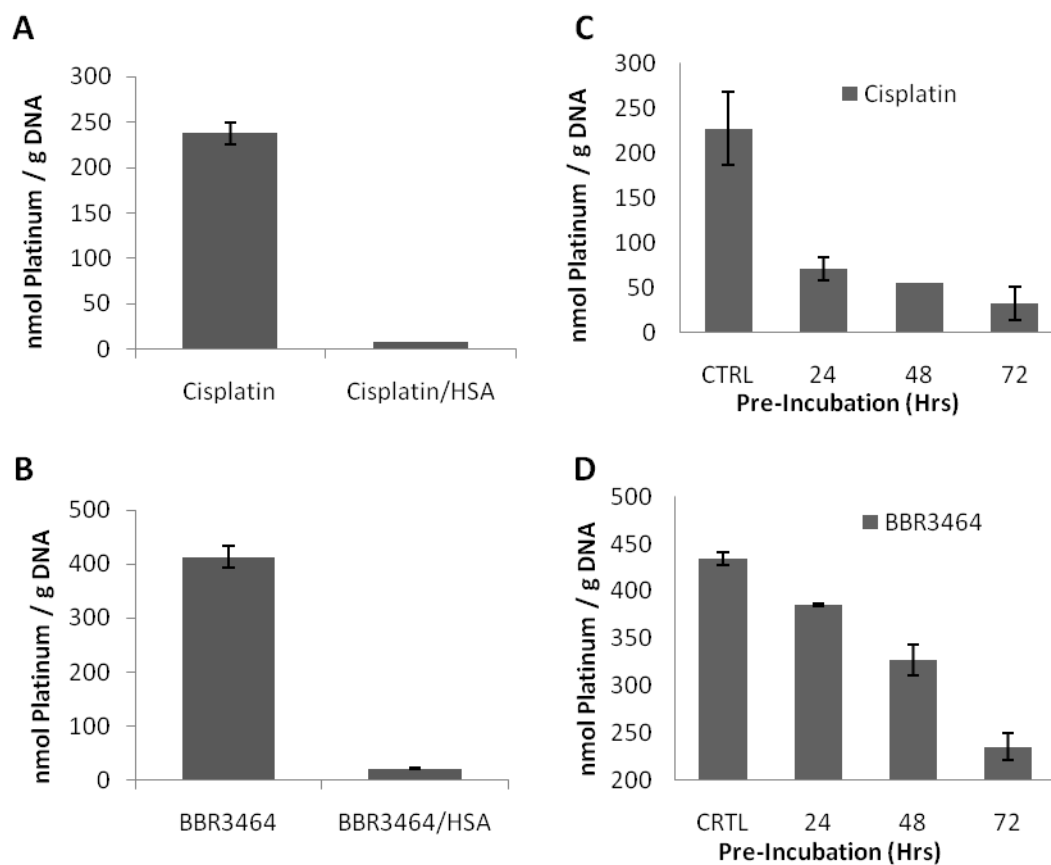 A
nmol Platinum / g DNA
300
250
200
150
100
50
0
Cisplatin
Cisplatin/HSA
C
nmol Platinum / g DNA
300
250
200
150
100
50
0
Cisplatin
CTRL
24
48
72
Pre-Incubation (Hrs)
B
nmol Platinum / g DNA
500
400
300
200
100
0
BBR3464
BBR3464/HSA
D
nmol Platinum / g DNA
500
450
400
350
300
250
200
BBR3464
CRTL
24
48
72
Pre-Incubation (Hrs)